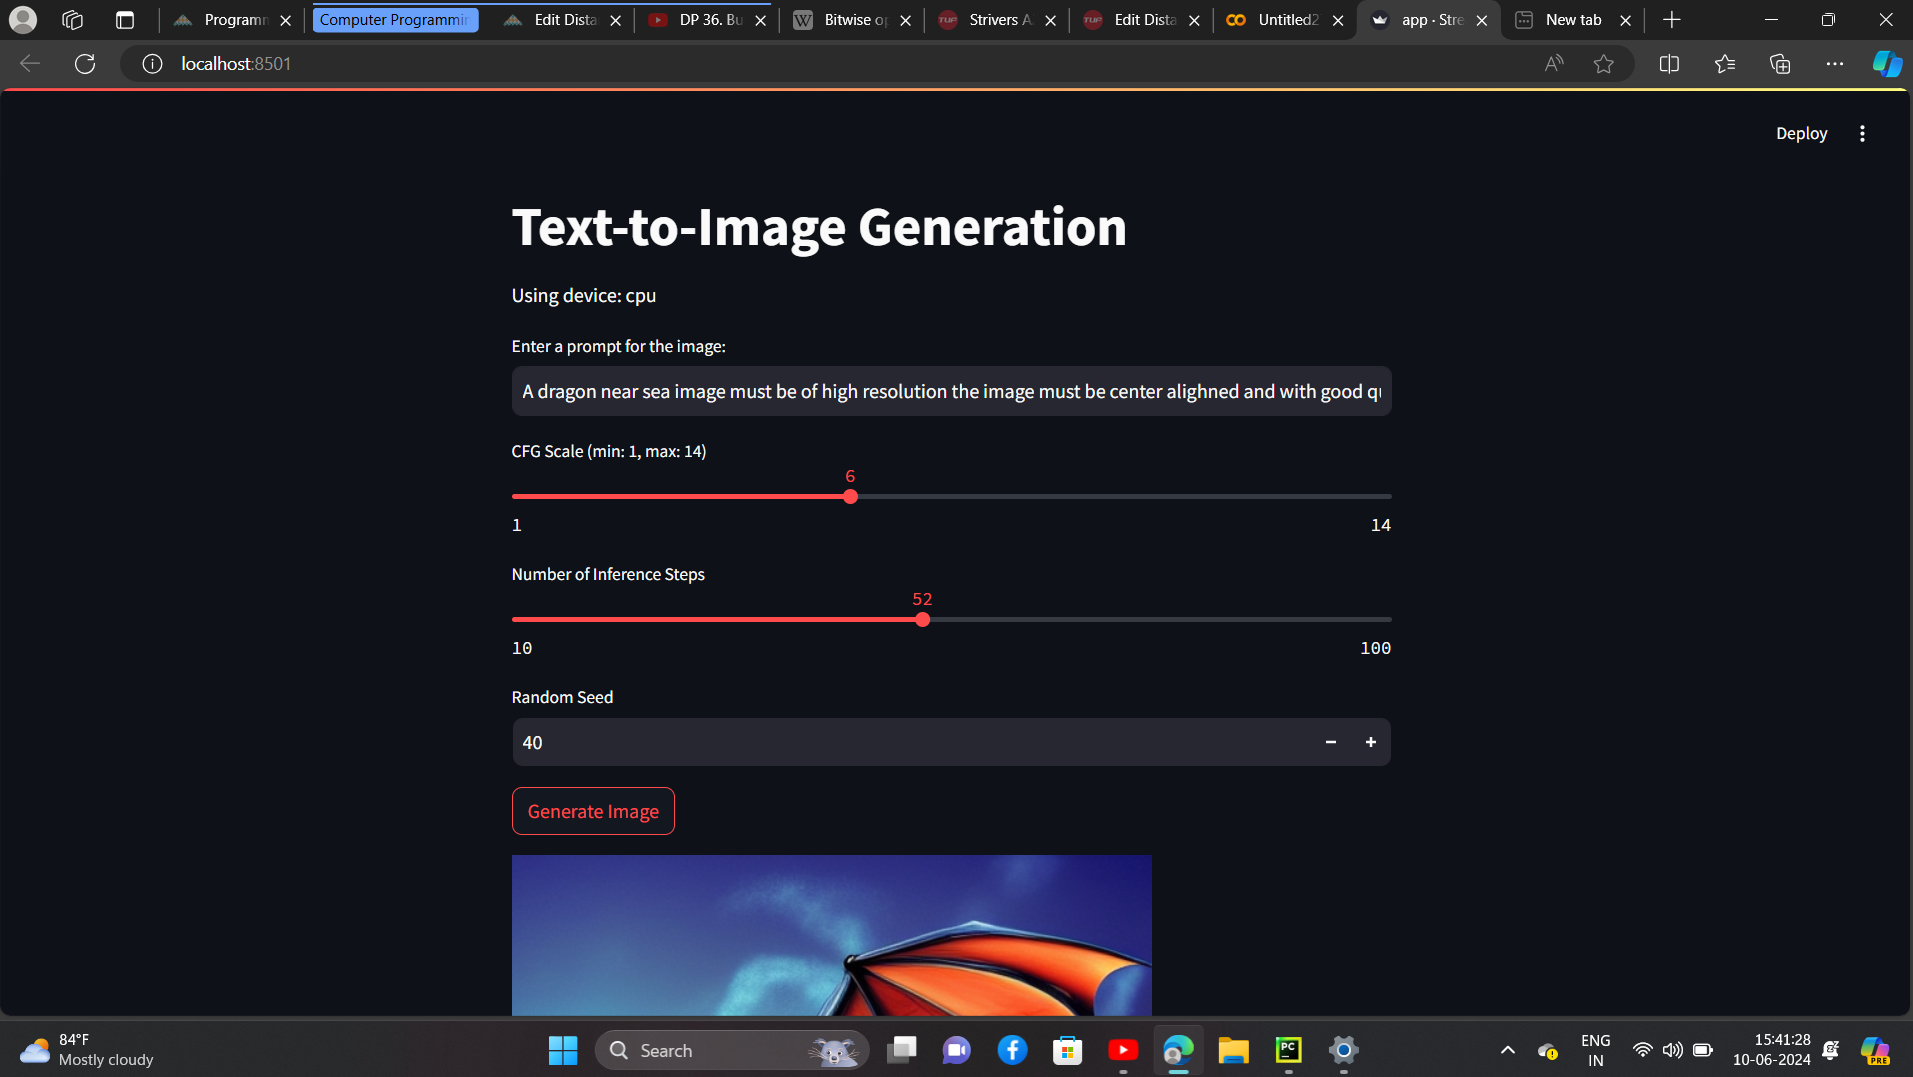 Programm
Computer Programmin
Edit Dista
DP 36. Bu
Bitwise op
Strivers A
Edit Dista
Untitled2
app · Stre
New tab
localhost:8501
Deploy
Text-to-Image Generation
Using device: cpu
Enter a prompt for the image:
A dragon near sea image must be of high resolution the image must be center alighned and with good qu
CFG Scale (min: 1, max: 14)
6
1 14
Number of Inference Steps
52
10 100
Random Seed
40
Generate Image
84°F
Mostly cloudy
Search
PC
ENG
IN
15:41:28
10-06-2024
PRE